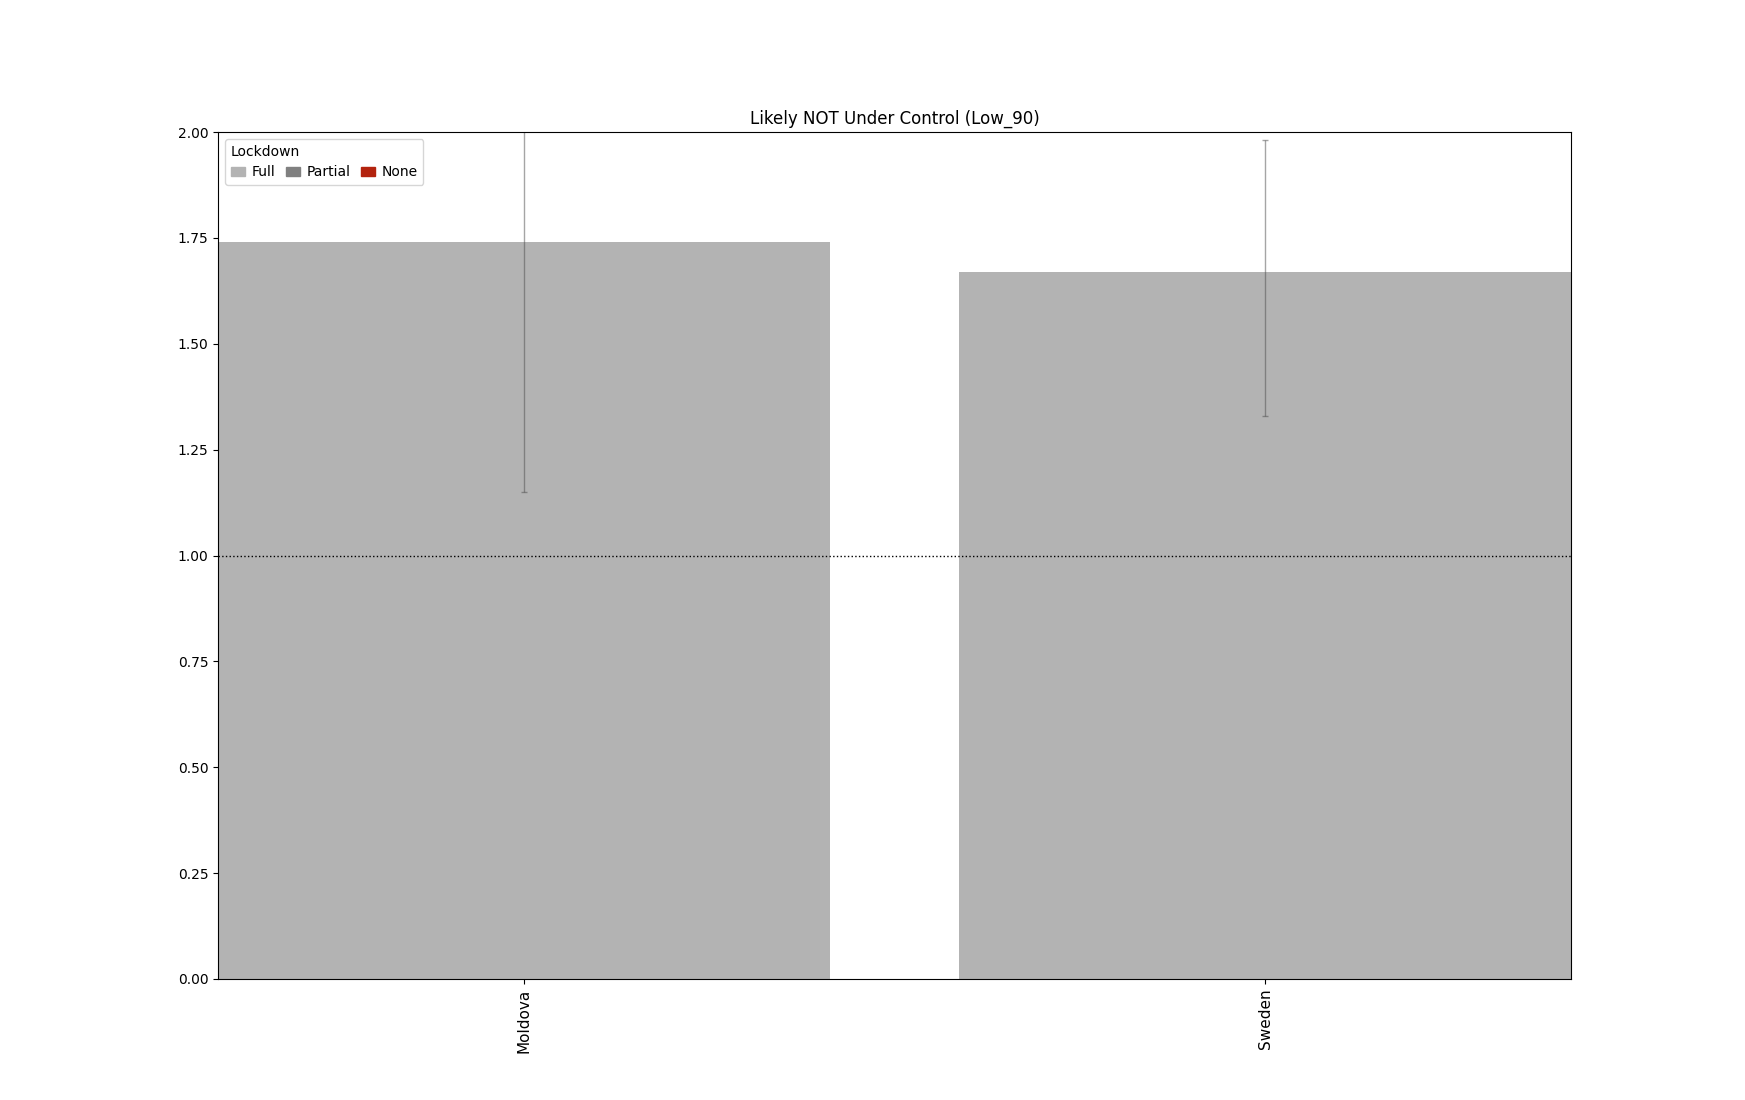 Likely NOT Under Control (Low_90)
Lockdown
Full Partial None
2.00
1.75
1.50
1.25
1.00
0.75
0.50
0.25
0.00
Moldova
Sweden